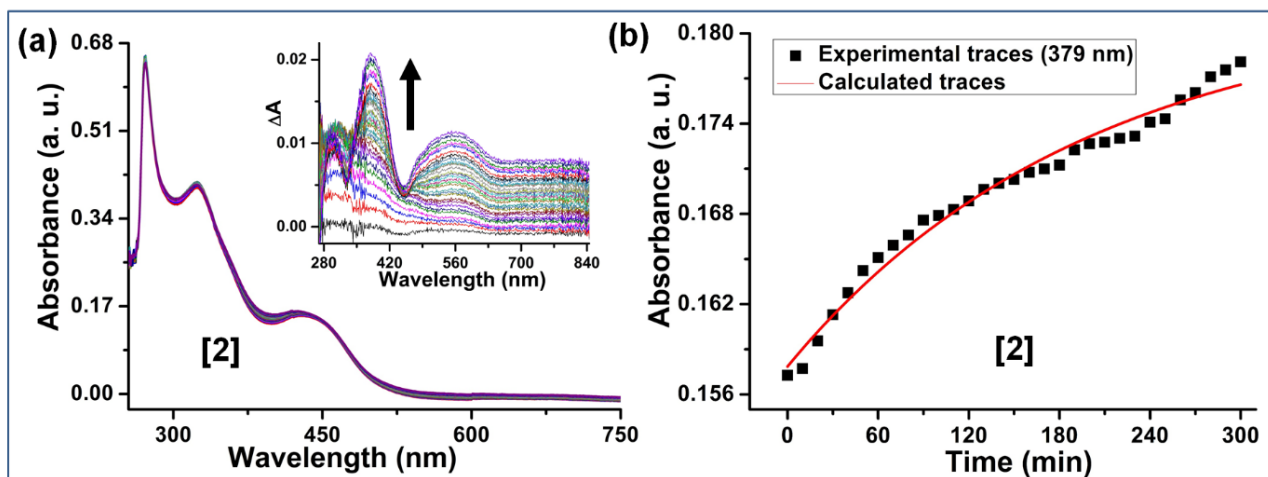 (a)
Absorbance (a. u.)
0.68
0.51
0.34
0.17
0.00
300 450 600 750
Wavelength (nm)
[2]
ΔA
0.02
0.01
0.00
280 420 560 700 840
Wavelength (nm)
(b)
Absorbance (a. u.)
0.180
0.174
0.168
0.162
0.156
0 60 120 180 240 300
Time (min)
Experimental traces (379 nm)
Calculated traces
[2]